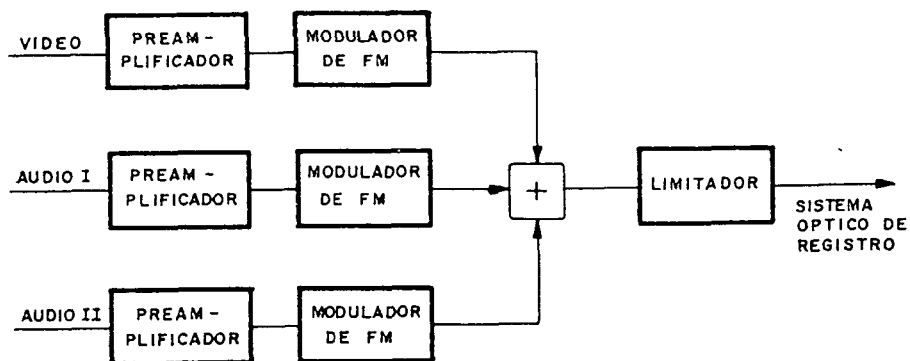 VIDEO
PREAM-
PLIFICADOR
MODULADOR
DE FM
AUDIO I
PREAM-
PLIFICADOR
MODULADOR
DE FM
+
LIMITADOR
SISTEMA
OPTICO DE
REGISTRO
AUDIO II
PREAM-
PLIFICADOR
MODULADOR
DE FM